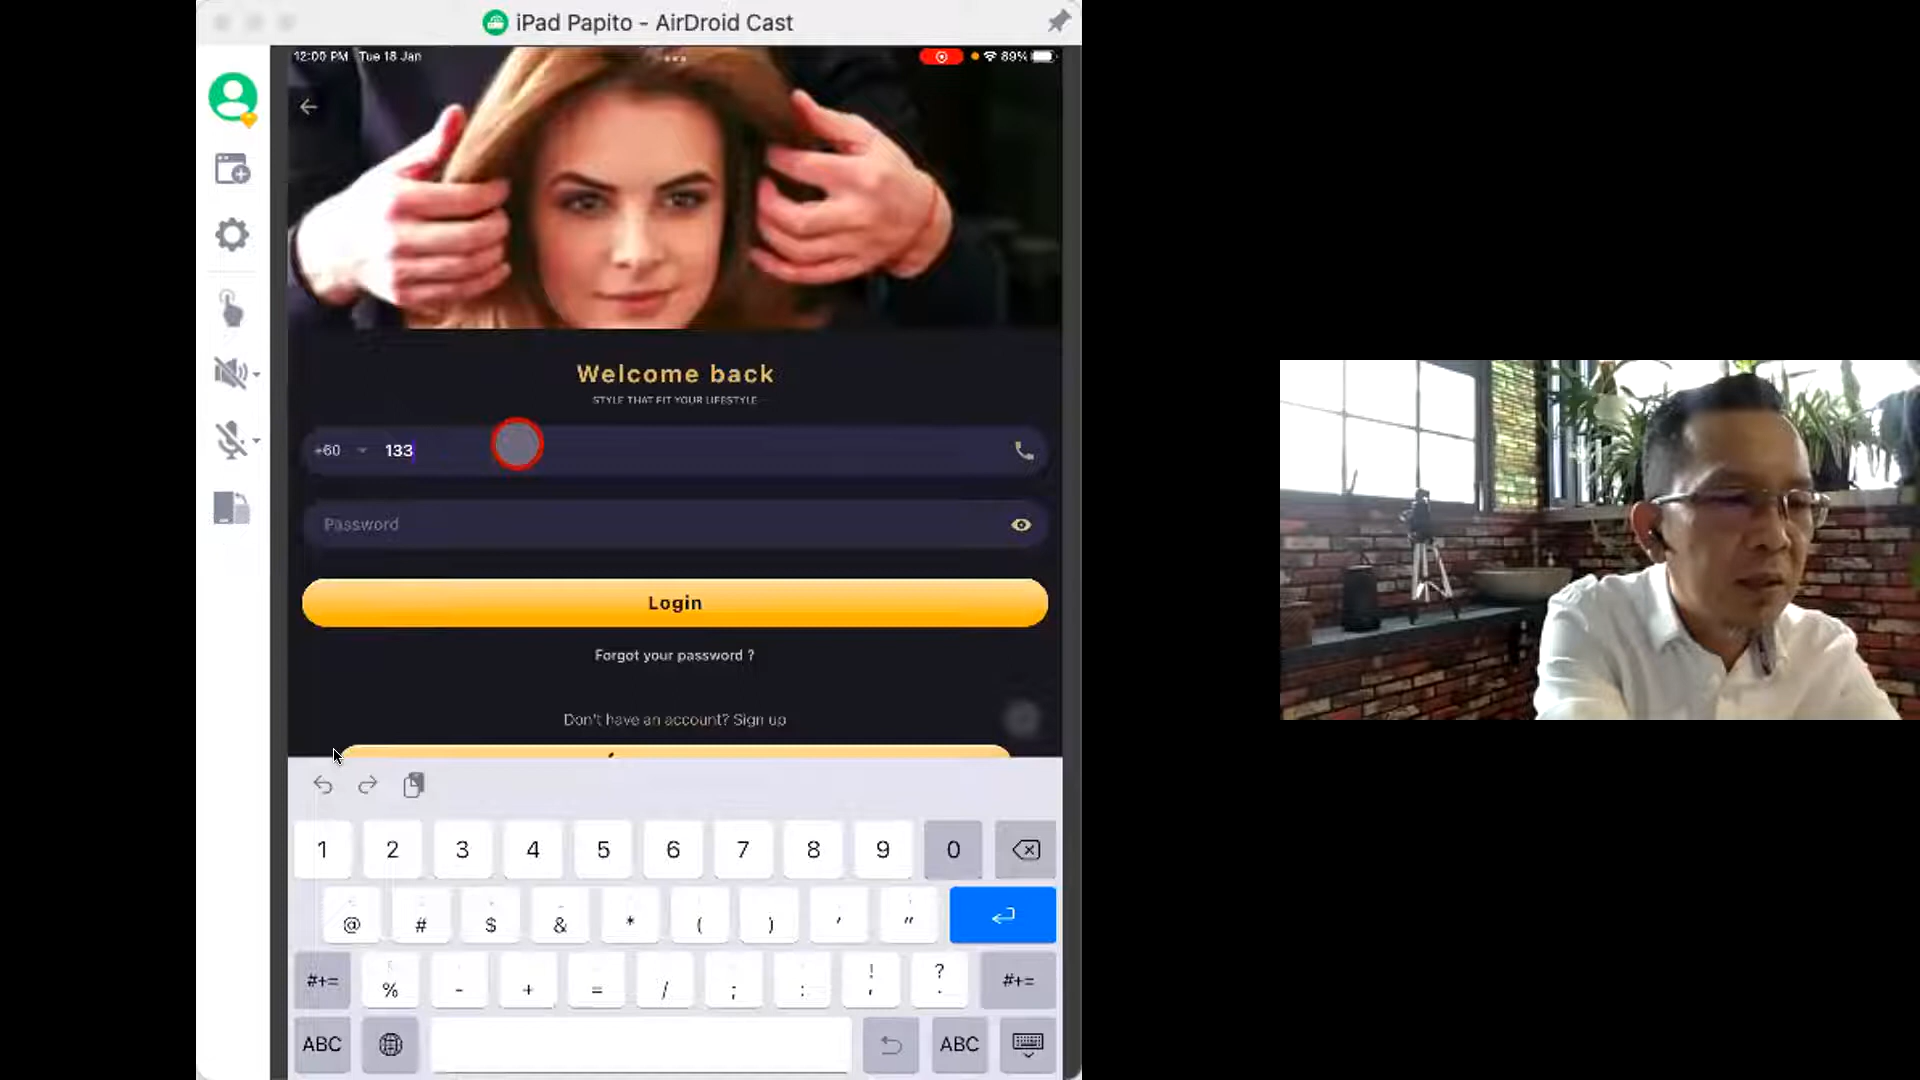 iPad Papito - AirDroid Cast
12:00 PM Tue 18 Jan
89%
Welcome back
STYLE THAT FIT YOUR LIFESTYLE
+60 133
Password
Login
Forgot your password ?
Don't have an account? Sign up
1 2 3 4 5 6 7 8 9 0
@ # $ & * ( ) ' "
#+= % - + = / ; : ! , ? . #+=
ABC ABC